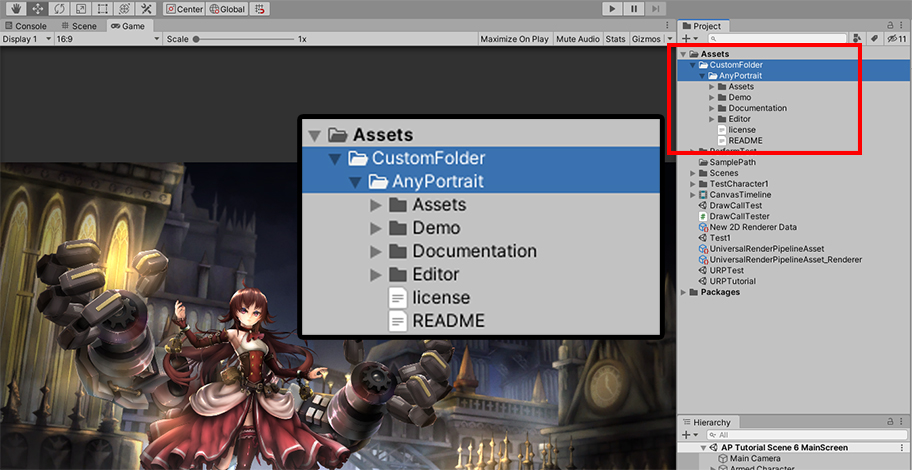 Center Global
Console Scene Game
Display 1 16:9 Scale 1x Maximize On Play Mute Audio Stats Gizmos
Assets
CustomFolder
AnyPortrait
Assets
Demo
Documentation
Editor
license
README
Project
11
Assets
CustomFolder
AnyPortrait
Assets
Demo
Documentation
Editor
license
README
SamplePath
Scenes
TestCharacter1
CanvasTimeline
DrawCallTest
DrawCallTester
New 2D Renderer Data
Test1
UniversalRenderPipelineAsset
UniversalRenderPipelineAsset_Renderer
URPTest
URPTutorial
Packages
Hierarchy
All
AP Tutorial Scene 6 MainScreen
Main Camera
Armed Character